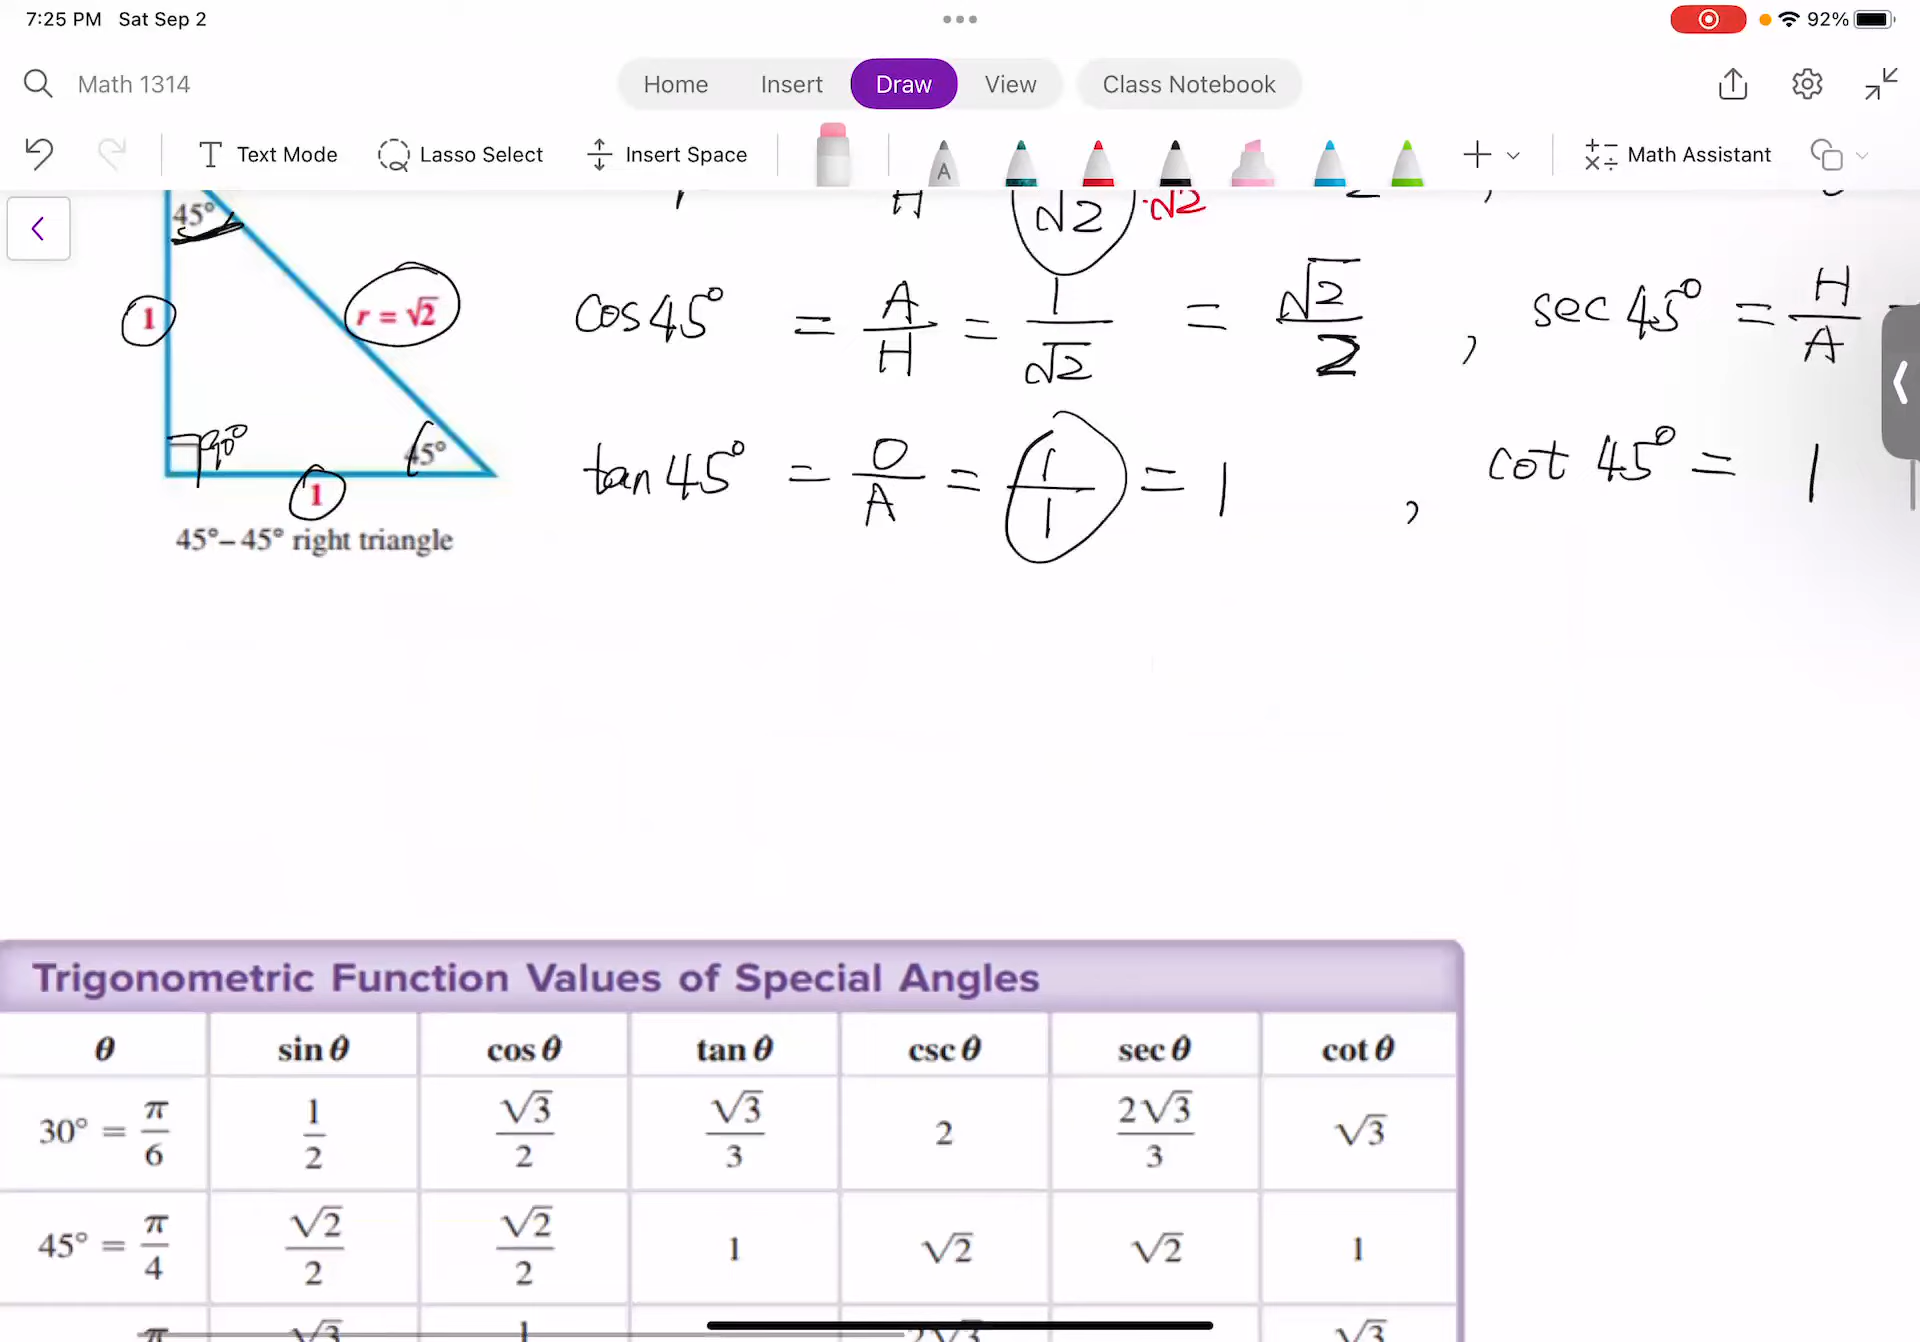 7:25 PM Sat Sep 2 92%
Math 1314 Home Insert Draw View Class Notebook
Text Mode Lasso Select Insert Space A Math Assistant
45° H √2 ·√2
1 r = √2 cos 45° = A/H = 1/√2 = √2/2 , sec 45° = H/A
90° 45° tan 45° = O/A = 1/1 = 1 , cot 45° = 1
1
45°–45° right triangle
Trigonometric Function Values of Special Angles
θ sin θ cos θ tan θ csc θ sec θ cot θ
30° = π/6 1/2 √3/2 √3/3 2 2√3/3 √3
45° = π/4 √2/2 √2/2 1 √2 √2 1